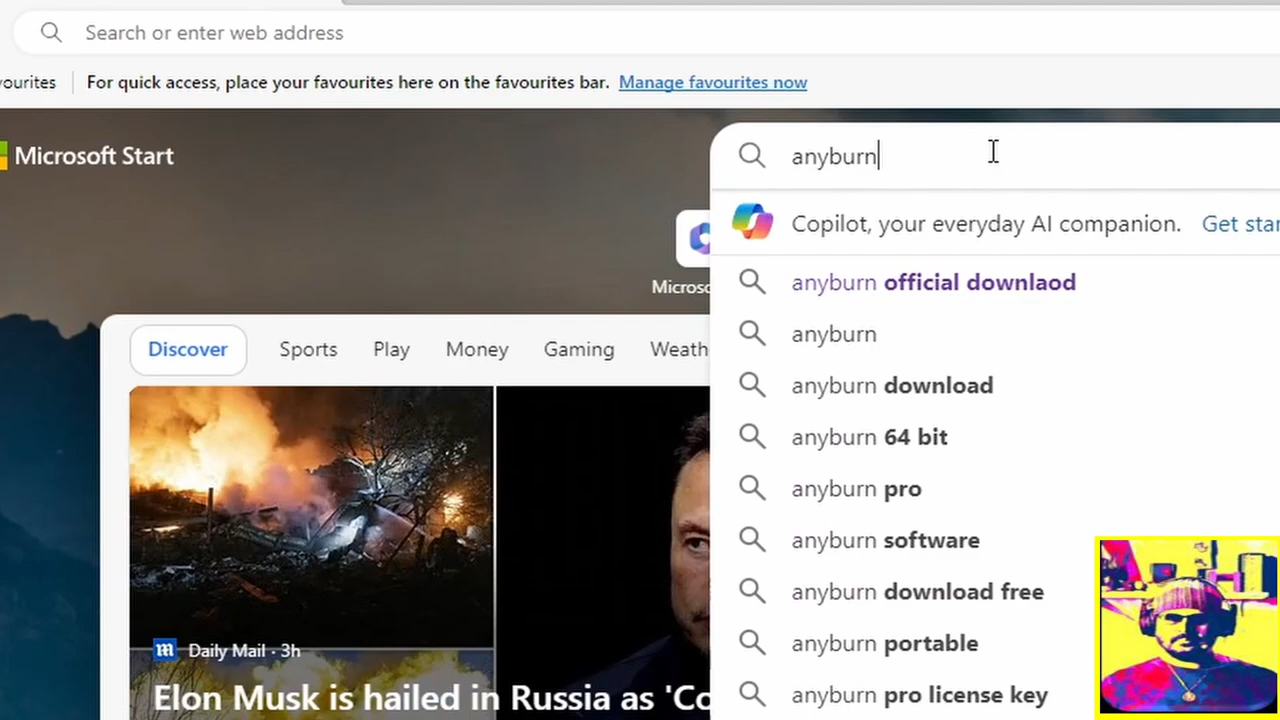 Search or enter web address
vourites
For quick access, place your favourites here on the favourites bar. Manage favourites now
Microsoft Start
anyburn
Copilot, your everyday AI companion. Get star
anyburn official downlaod
Microso
anyburn
Discover Sports Play Money Gaming Weath
anyburn download
anyburn 64 bit
anyburn pro
anyburn software
anyburn download free
anyburn portable
anyburn pro license key
Daily Mail · 3h
Elon Musk is hailed in Russia as 'Co